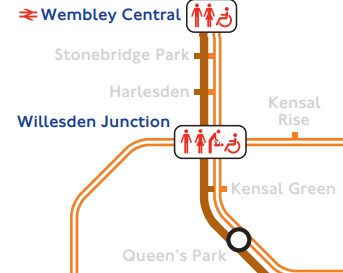 Wembley Central
Stonebridge Park
Harlesden
Kensal
Rise
Willesden Junction
Kensal Green
Queen's Park